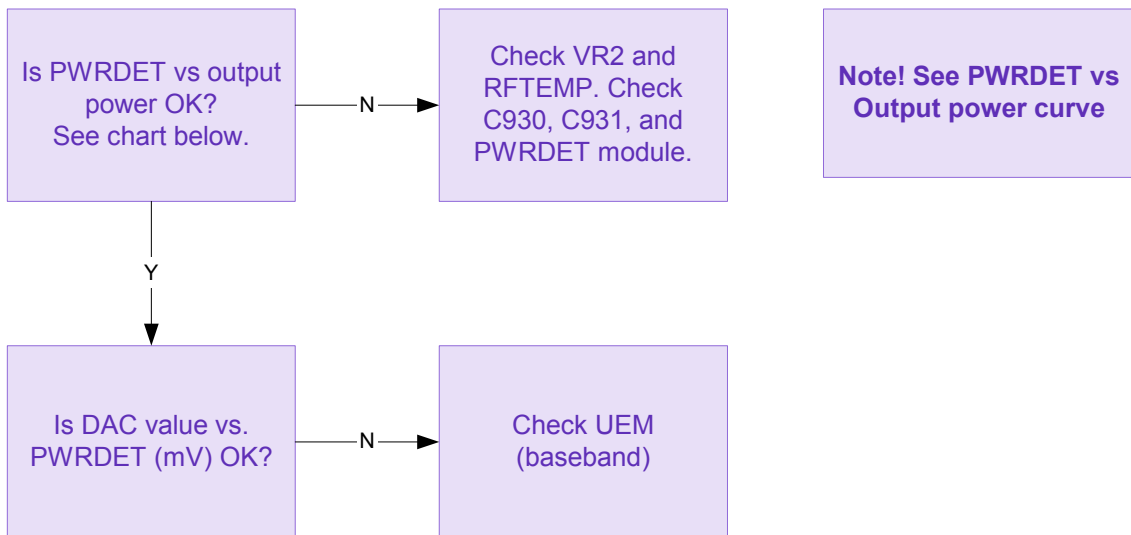 Is PWRDET vs output
power OK?
See chart below.
N
Check VR2 and
RFTEMP. Check
C930, C931, and
PWRDET module.
Note! See PWRDET vs
Output power curve
Y
Is DAC value vs.
PWRDET (mV) OK?
N
Check UEM
(baseband)